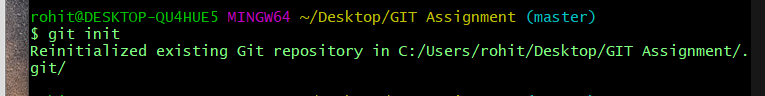 rohit@DESKTOP-QU4HUE5 MINGW64 ~/Desktop/GIT Assignment (master)
$ git init
Reinitialized existing Git repository in C:/Users/rohit/Desktop/GIT Assignment/.
git/